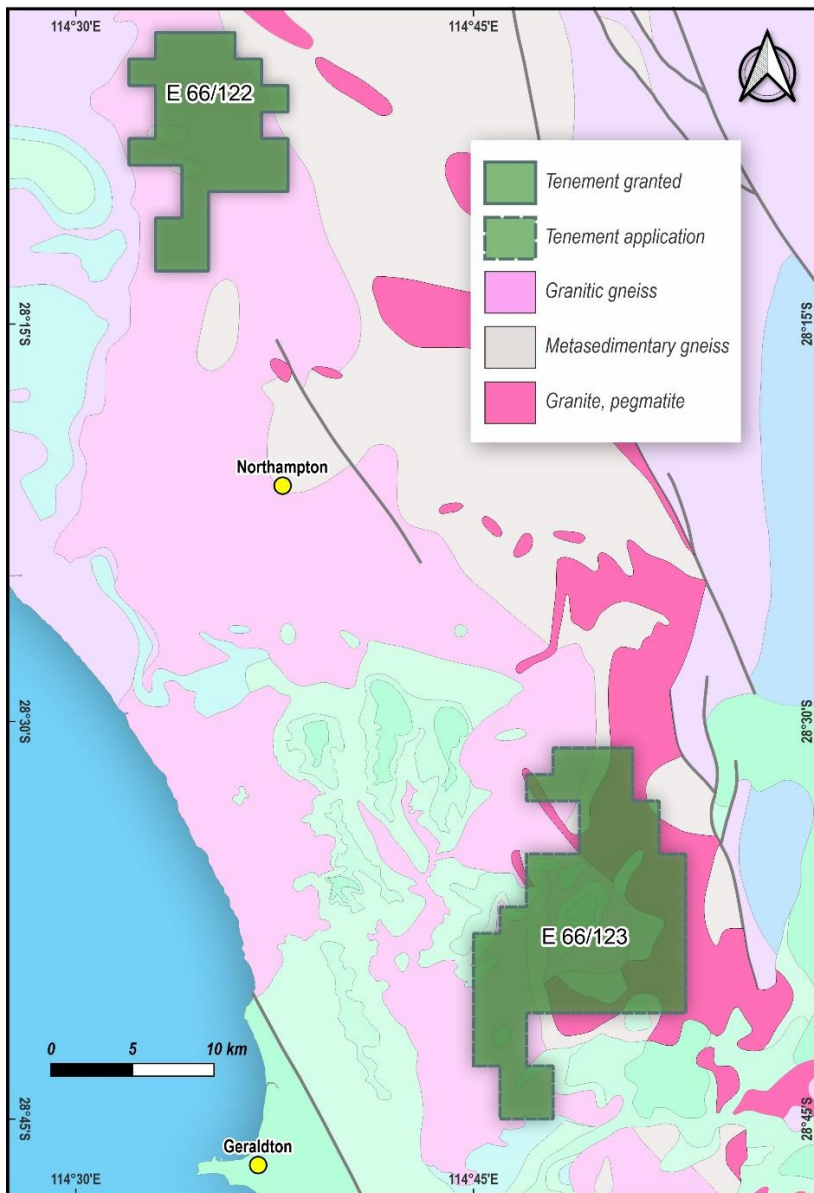 114°30'E
114°45'E
E 66/122
Tenement granted
Tenement application
Granitic gneiss
Metasedimentary gneiss
Granite, pegmatite
28°15'S
28°15'S
Northampton
28°30'S
28°30'S
E 66/123
0 5 10 km
28°45'S
28°45'S
Geraldton
114°30'E
114°45'E